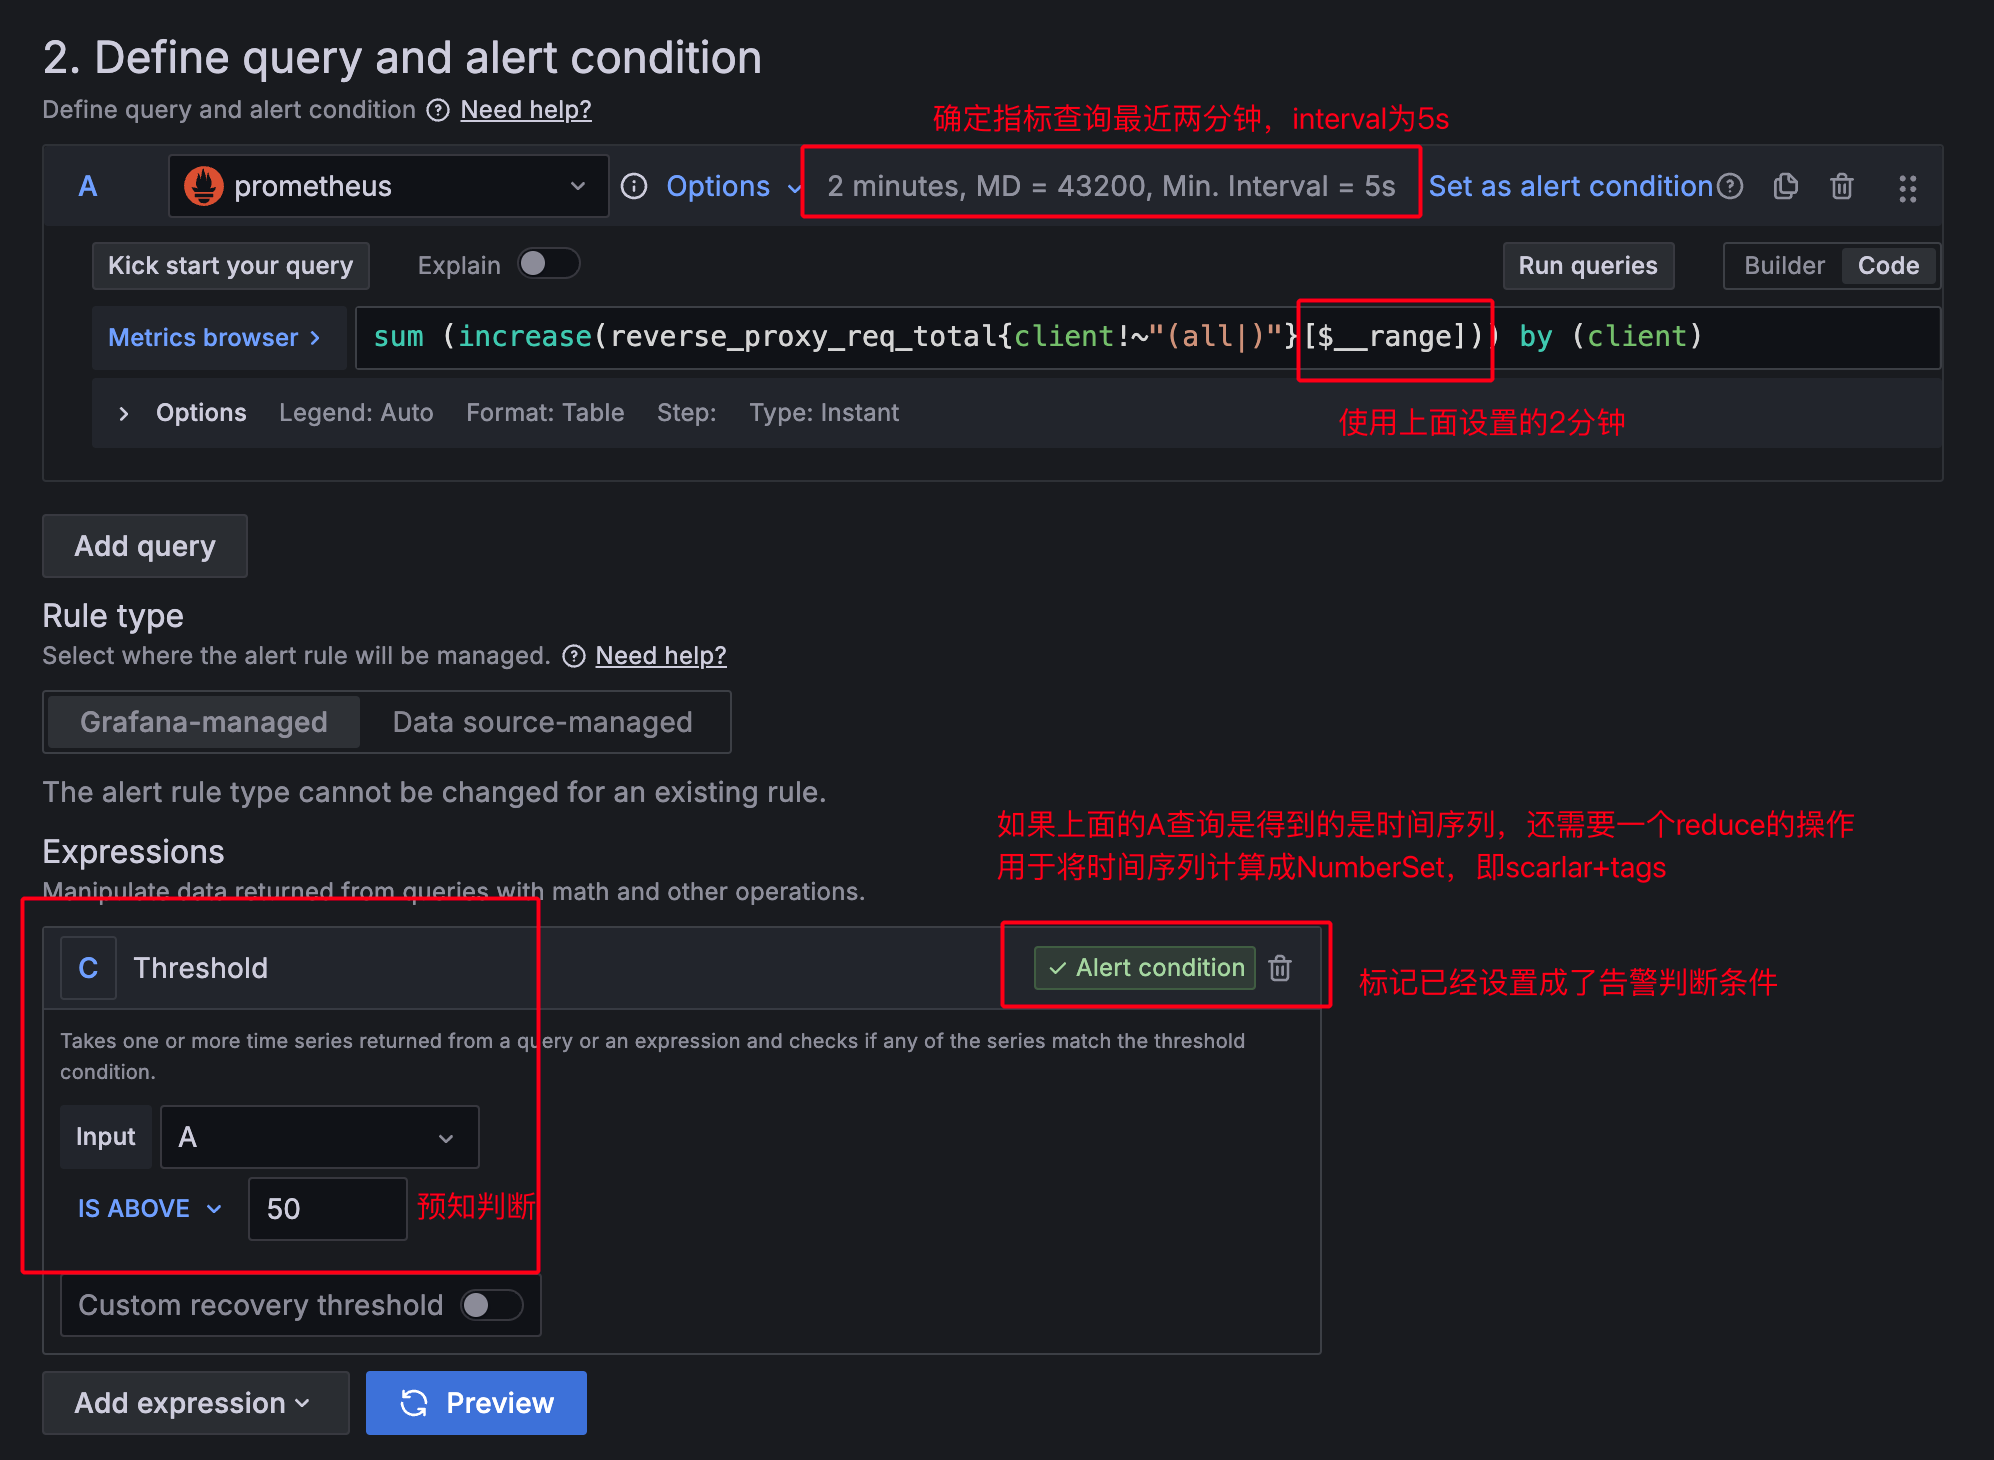 2. Define query and alert condition
Define query and alert condition Need help?
确定指标查询最近两分钟，interval为5s
A prometheus Options 2 minutes, MD = 43200, Min. Interval = 5s Set as alert condition
Kick start your query Explain Run queries Builder Code
Metrics browser > sum (increase(reverse_proxy_req_total{client!~"(all|)"}[$__range])) by (client)
> Options Legend: Auto Format: Table Step: Type: Instant
使用上面设置的2分钟
Add query
Rule type
Select where the alert rule will be managed. Need help?
Grafana-managed Data source-managed
The alert rule type cannot be changed for an existing rule.
如果上面的A查询是得到的是时间序列，还需要一个reduce的操作
用于将时间序列计算成NumberSet，即scarlar+tags
Expressions
Manipulate data returned from queries with math and other operations.
C Threshold Alert condition
标记已经设置成了告警判断条件
Takes one or more time series returned from a query or an expression and checks if any of the series match the threshold
condition.
Input A
IS ABOVE 50 预知判断
Custom recovery threshold
Add expression Preview